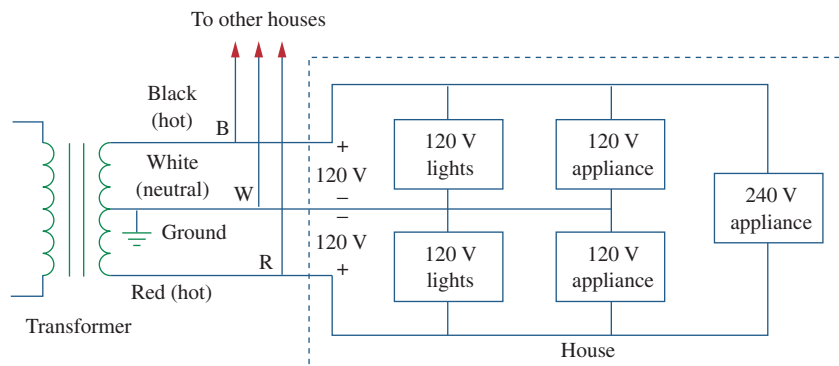 To other houses
Black
(hot)
B
White
(neutral)
W
Ground
R
Red (hot)
Transformer
+
120 V
–
–
120 V
+
120 V
lights
120 V
appliance
120 V
lights
120 V
appliance
240 V
appliance
House